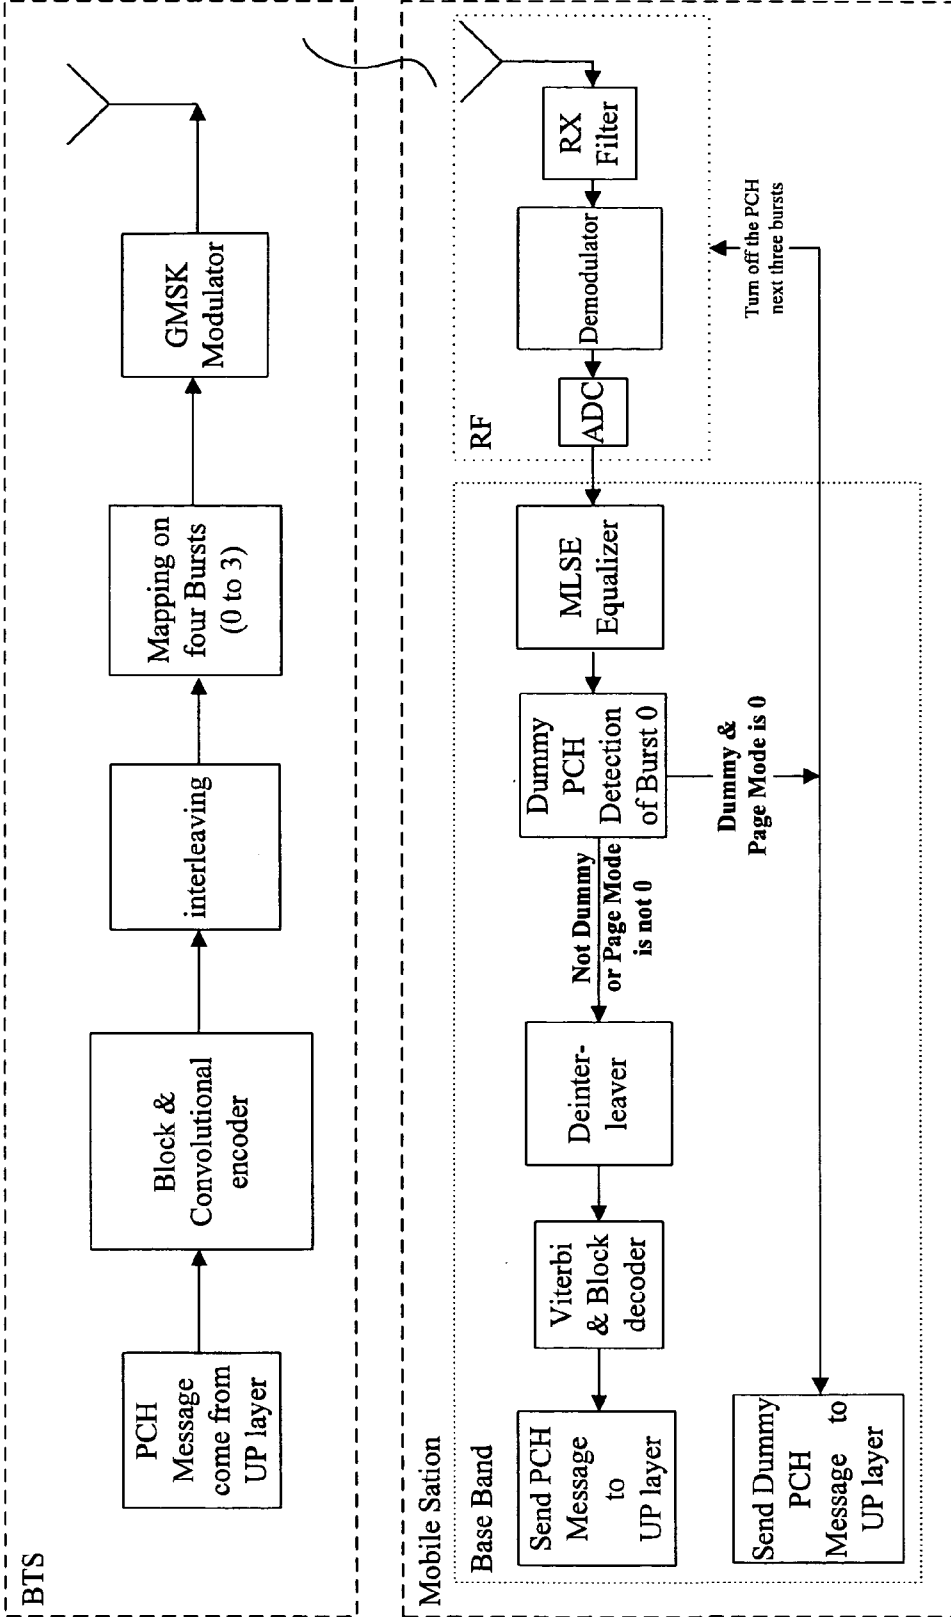 BTS
PCH
Message
come from
UP layer
Block &
Convolutional
encoder
interleaving
Mapping on
four Bursts
(0 to 3)
GMSK
Modulator
Mobile Sation
Base Band
RF
RX
Filter
Demodulator
ADC
MLSE
Equalizer
Dummy
PCH
Detection
of Burst 0
Not Dummy
or Page Mode
is not 0
Dummy &
Page Mode is 0
Turn off the PCH
next three bursts
Deinter-
leaver
Viterbi
& Block
decoder
Send PCH
Message
to
UP layer
Send Dummy
PCH
Message to
UP layer